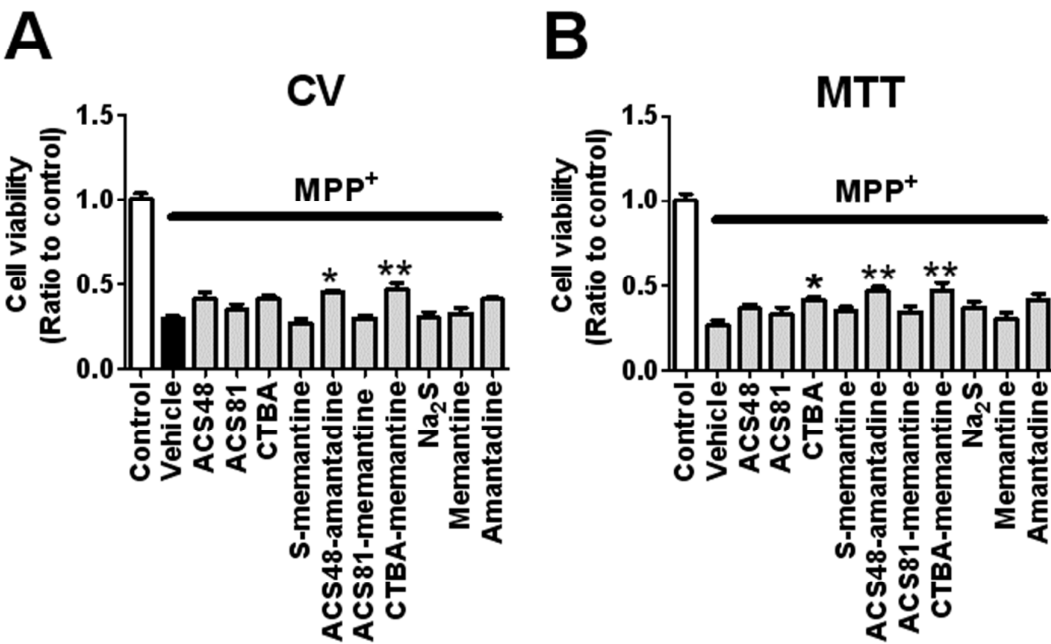 A
CV
Cell viability
(Ratio to control)
1.5
1.0
0.5
0.0
MPP+
*
**
Control
Vehicle
ACS48
ACS81
CTBA
S-memantine
ACS48-amantadine
ACS81-memantine
CTBA-memantine
Na2S
Memantine
Amantadine
B
MTT
Cell viability
(Ratio to control)
1.5
1.0
0.5
0.0
MPP+
*
**
**
Control
Vehicle
ACS48
ACS81
CTBA
S-memantine
ACS48-amantadine
ACS81-memantine
CTBA-memantine
Na2S
Memantine
Amantadine